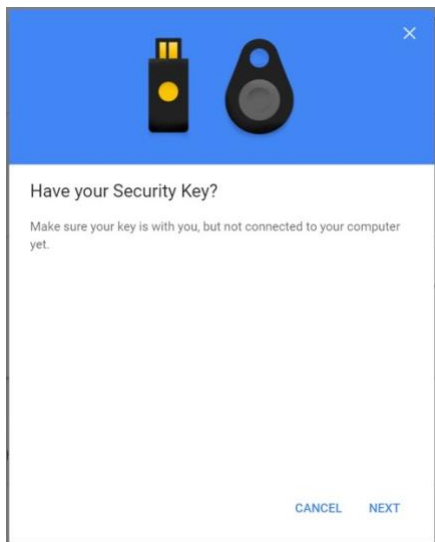 Have your Security Key?
Make sure your key is with you, but not connected to your computer
yet.
CANCEL NEXT